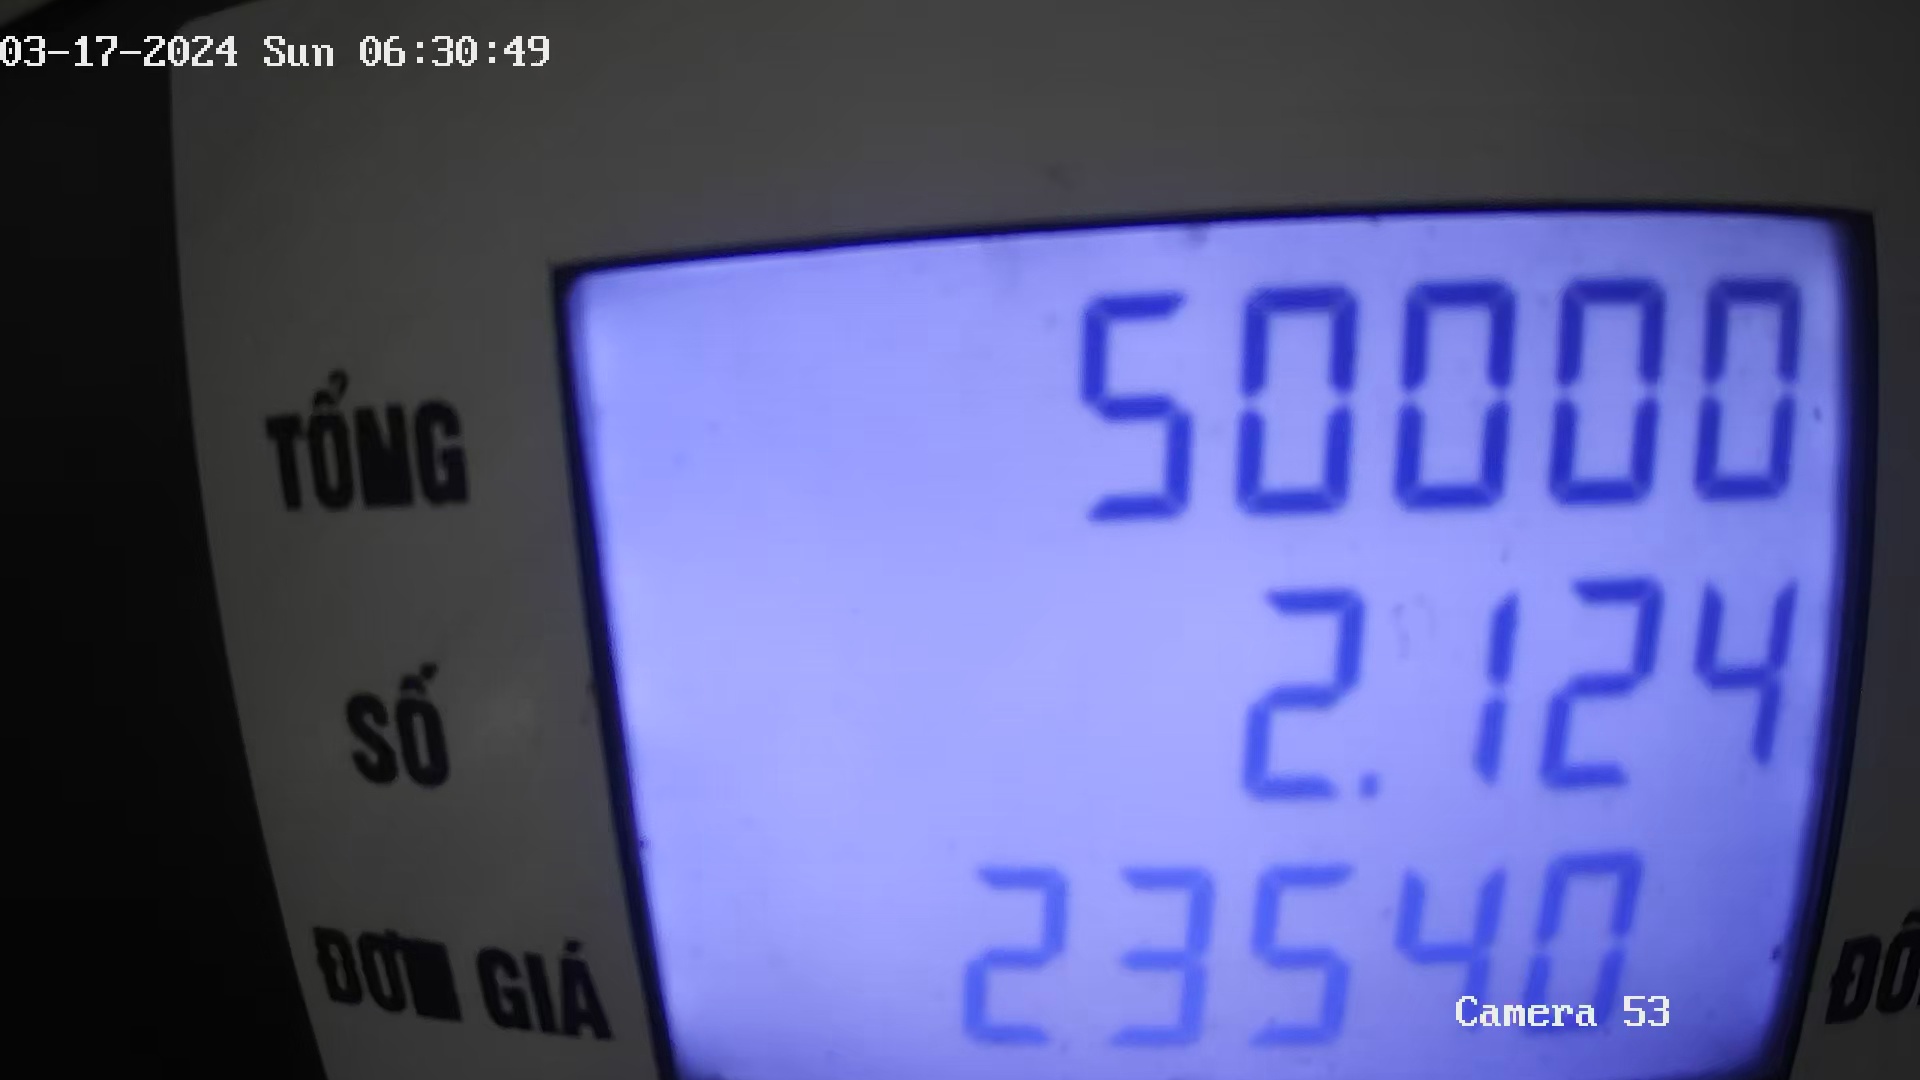 03-17-2024 Sun 06:30:49
TỔNG 50000
SỐ 2.124
ĐƠN GIÁ 23540
Camera 53